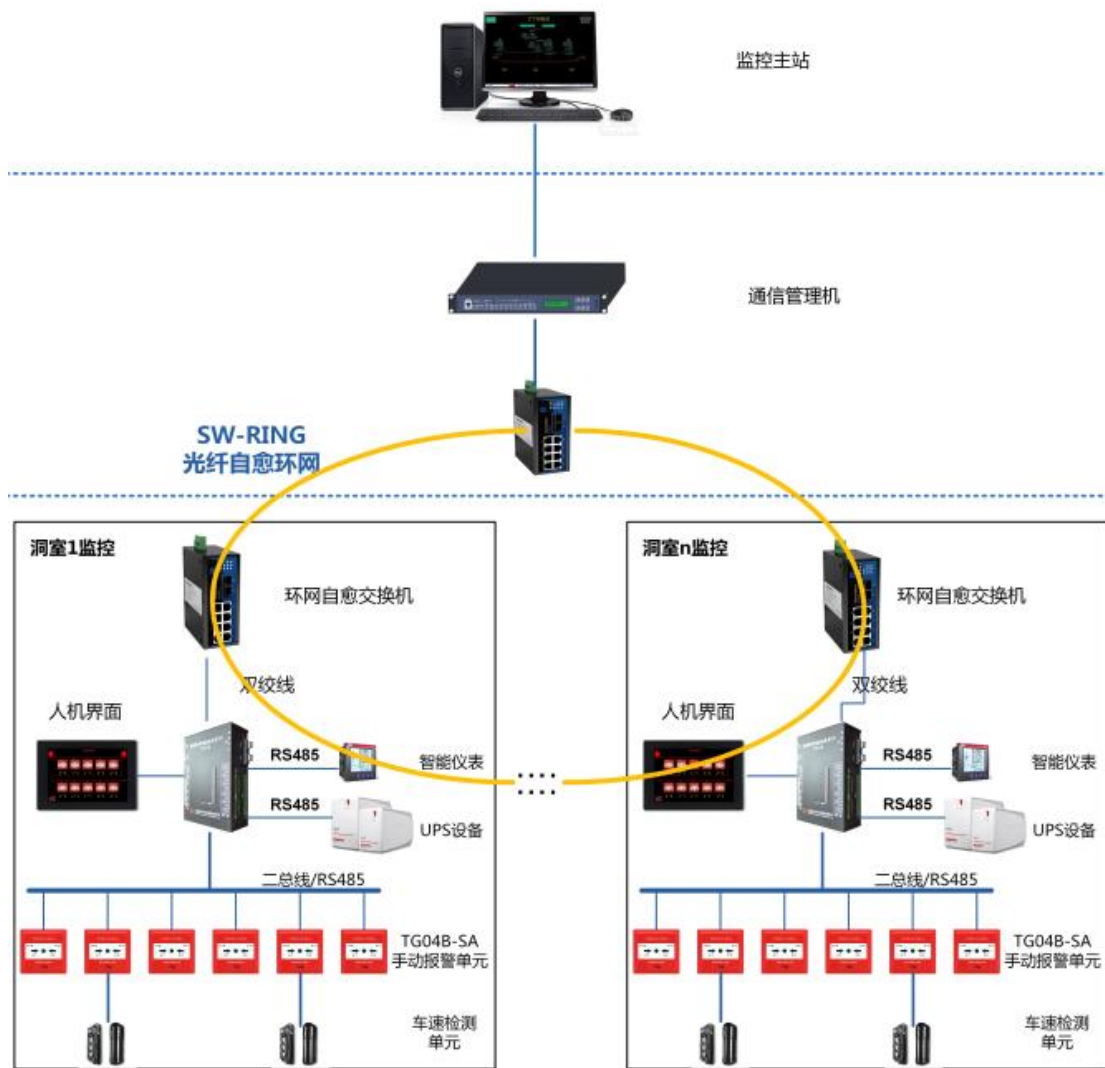 监控主站
通信管理机
SW-RING
光纤自愈环网
洞室1监控
环网自愈交换机
双绞线
人机界面
RS485
智能仪表
RS485
UPS设备
二总线/RS485
TG04B-SA
手动报警单元
车速检测
单元
洞室n监控
环网自愈交换机
双绞线
人机界面
RS485
智能仪表
RS485
UPS设备
二总线/RS485
TG04B-SA
手动报警单元
车速检测
单元